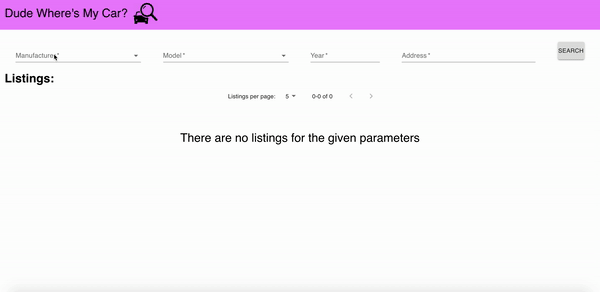 Dude Where's My Car?
Manufacturer* Model* Year* Address* SEARCH
Listings:
Listings per page: 5 0-0 of 0
There are no listings for the given parameters